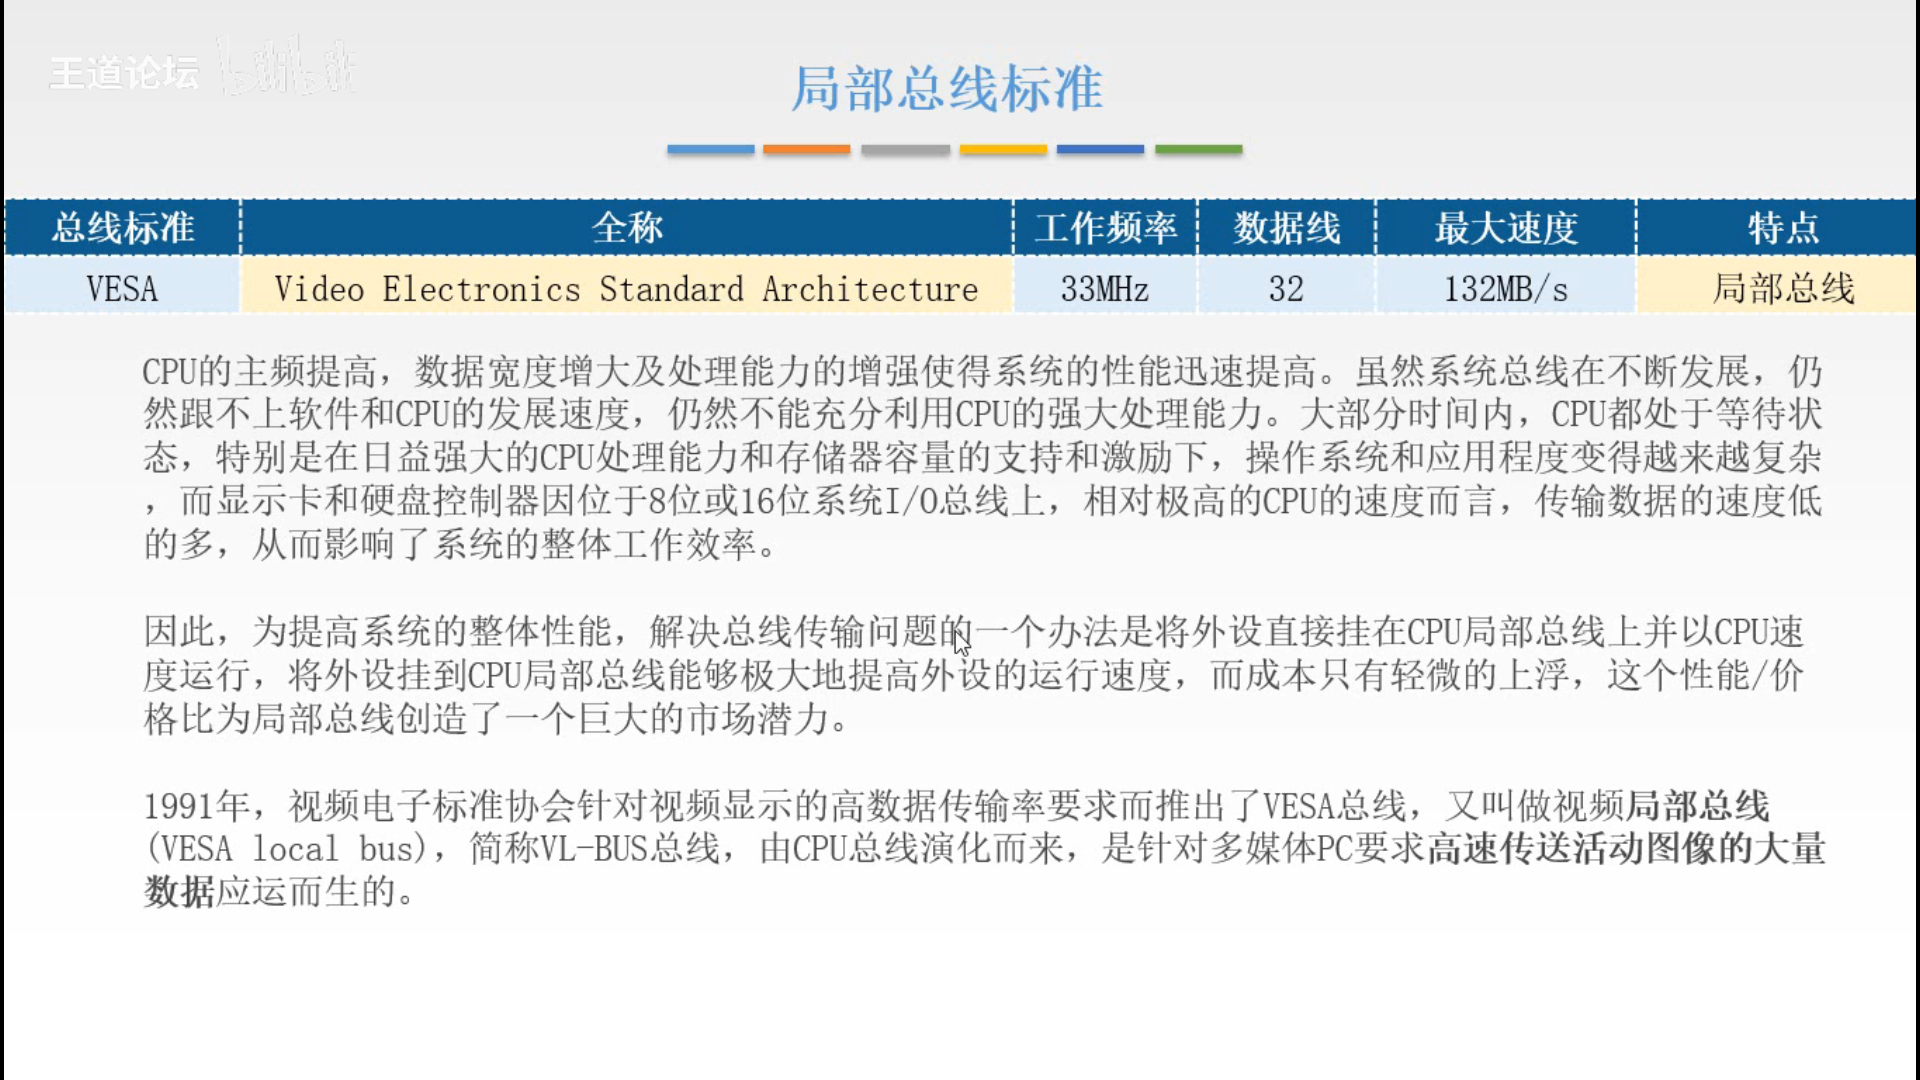 王道论坛 bilibili
局部总线标准
总线标准 全称 工作频率 数据线 最大速度 特点
VESA Video Electronics Standard Architecture 33MHz 32 132MB/s 局部总线
CPU的主频提高，数据宽度增大及处理能力的增强使得系统的性能迅速提高。虽然系统总线在不断发展，仍
然跟不上软件和CPU的发展速度，仍然不能充分利用CPU的强大处理能力。大部分时间内，CPU都处于等待状
态，特别是在日益强大的CPU处理能力和存储器容量的支持和激励下，操作系统和应用程度变得越来越复杂
，而显示卡和硬盘控制器因位于8位或16位系统I/O总线上，相对极高的CPU的速度而言，传输数据的速度低
的多，从而影响了系统的整体工作效率。
因此，为提高系统的整体性能，解决总线传输问题的一个办法是将外设直接挂在CPU局部总线上并以CPU速
度运行，将外设挂到CPU局部总线能够极大地提高外设的运行速度，而成本只有轻微的上浮，这个性能/价
格比为局部总线创造了一个巨大的市场潜力。
1991年，视频电子标准协会针对视频显示的高数据传输率要求而推出了VESA总线，又叫做视频局部总线
(VESA local bus)，简称VL-BUS总线，由CPU总线演化而来，是针对多媒体PC要求高速传送活动图像的大量
数据应运而生的。